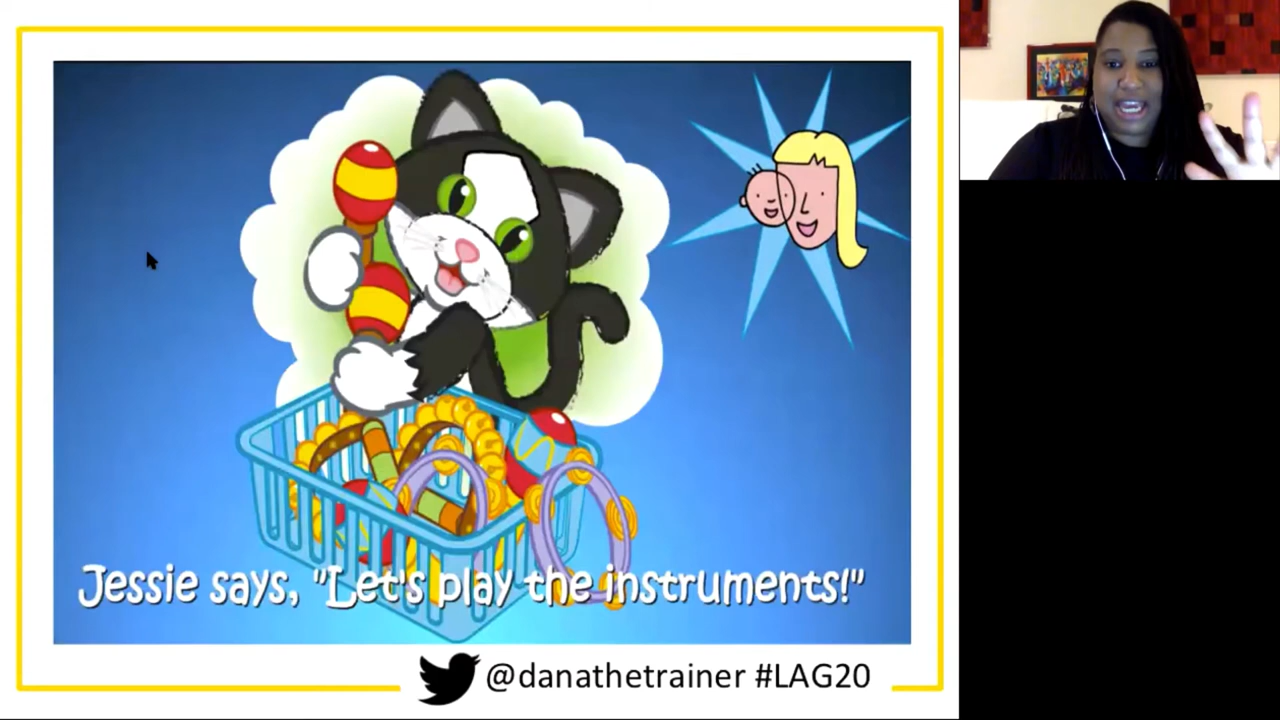 Jessie says, "Let's play the instruments!"
@danathetrainer #LAG20